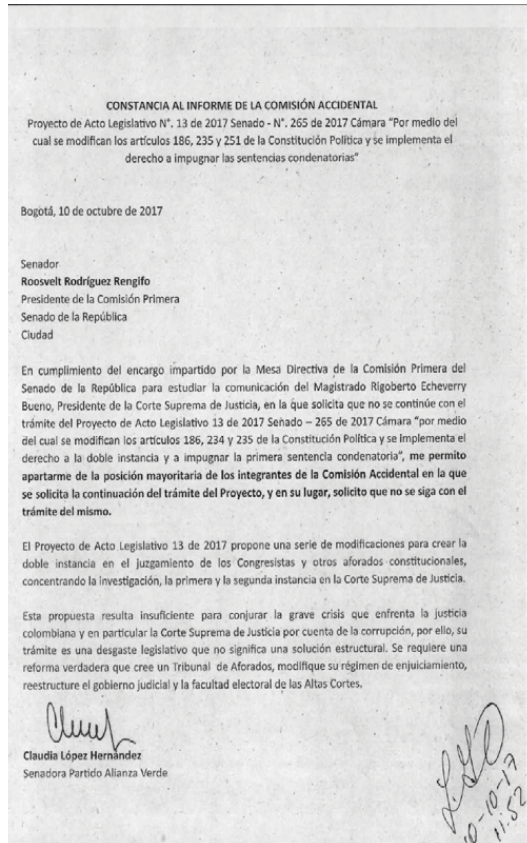 CONSTANCIA AL INFORME DE LA COMISIÓN ACCIDENTAL
Proyecto de Acto Legislativo N°. 13 de 2017 Senado - N°. 265 de 2017 Cámara "Por medio del
cual se modifican los artículos 186, 235 y 251 de la Constitución Política y se implementa el
derecho a impugnar las sentencias condenatorias"
Bogotá, 10 de octubre de 2017
Senador
Roosvelt Rodríguez Rengifo
Presidente de la Comisión Primera
Senado de la República
Ciudad
En cumplimiento del encargo impartido por la Mesa Directiva de la Comisión Primera del
Senado de la República para estudiar la comunicación del Magistrado Rigoberto Echeverry
Bueno, Presidente de la Corte Suprema de Justicia, en la que solicita que no se continúe con el
trámite del Proyecto de Acto Legislativo 13 de 2017 Senado – 265 de 2017 Cámara "por medio
del cual se modifican los artículos 186, 234 y 235 de la Constitución Política y se implementa el
derecho a la doble instancia y a impugnar la primera sentencia condenatoria", me permito
apartarme de la posición mayoritaria de los integrantes de la Comisión Accidental en la que
se solicita la continuación del trámite del Proyecto, y en su lugar, solicito que no se siga con el
trámite del mismo.
El Proyecto de Acto Legislativo 13 de 2017 propone una serie de modificaciones para crear la
doble instancia en el juzgamiento de los Congresistas y otros aforados constitucionales,
concentrando la investigación, la primera y la segunda instancia en la Corte Suprema de Justicia.
Esta propuesta resulta insuficiente para conjurar la grave crisis que enfrenta la justicia
colombiana y en particular la Corte Suprema de Justicia por cuenta de la corrupción, por ello, su
trámite es una desgaste legislativo que no significa una solución estructural. Se requiere una
reforma verdadera que cree un Tribunal de Aforados, modifique su régimen de enjuiciamiento,
reestructure el gobierno judicial y la facultad electoral de las Altas Cortes.
Claudia López Hernández
Senadora Partido Alianza Verde
0-10-17
11:52